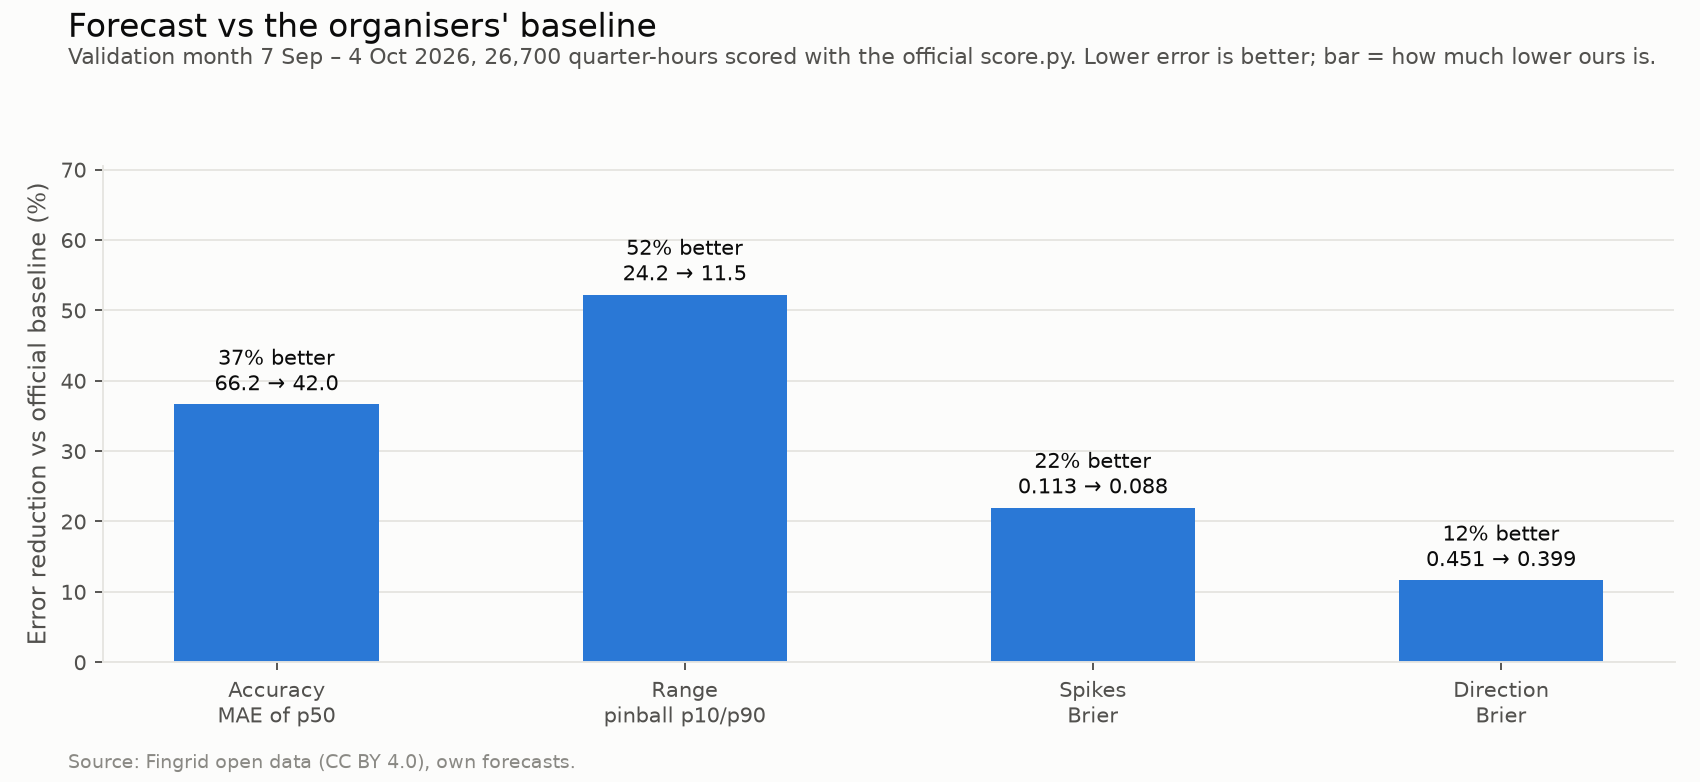 Forecast vs the organisers' baseline
Validation month 7 Sep – 4 Oct 2026, 26,700 quarter-hours scored with the official score.py. Lower error is better; bar = how much lower ours is.
Error reduction vs official baseline (%)
70
60
50
40
30
20
10
0
37% better
66.2 → 42.0
52% better
24.2 → 11.5
22% better
0.113 → 0.088
12% better
0.451 → 0.399
Accuracy
MAE of p50
Range
pinball p10/p90
Spikes
Brier
Direction
Brier
Source: Fingrid open data (CC BY 4.0), own forecasts.